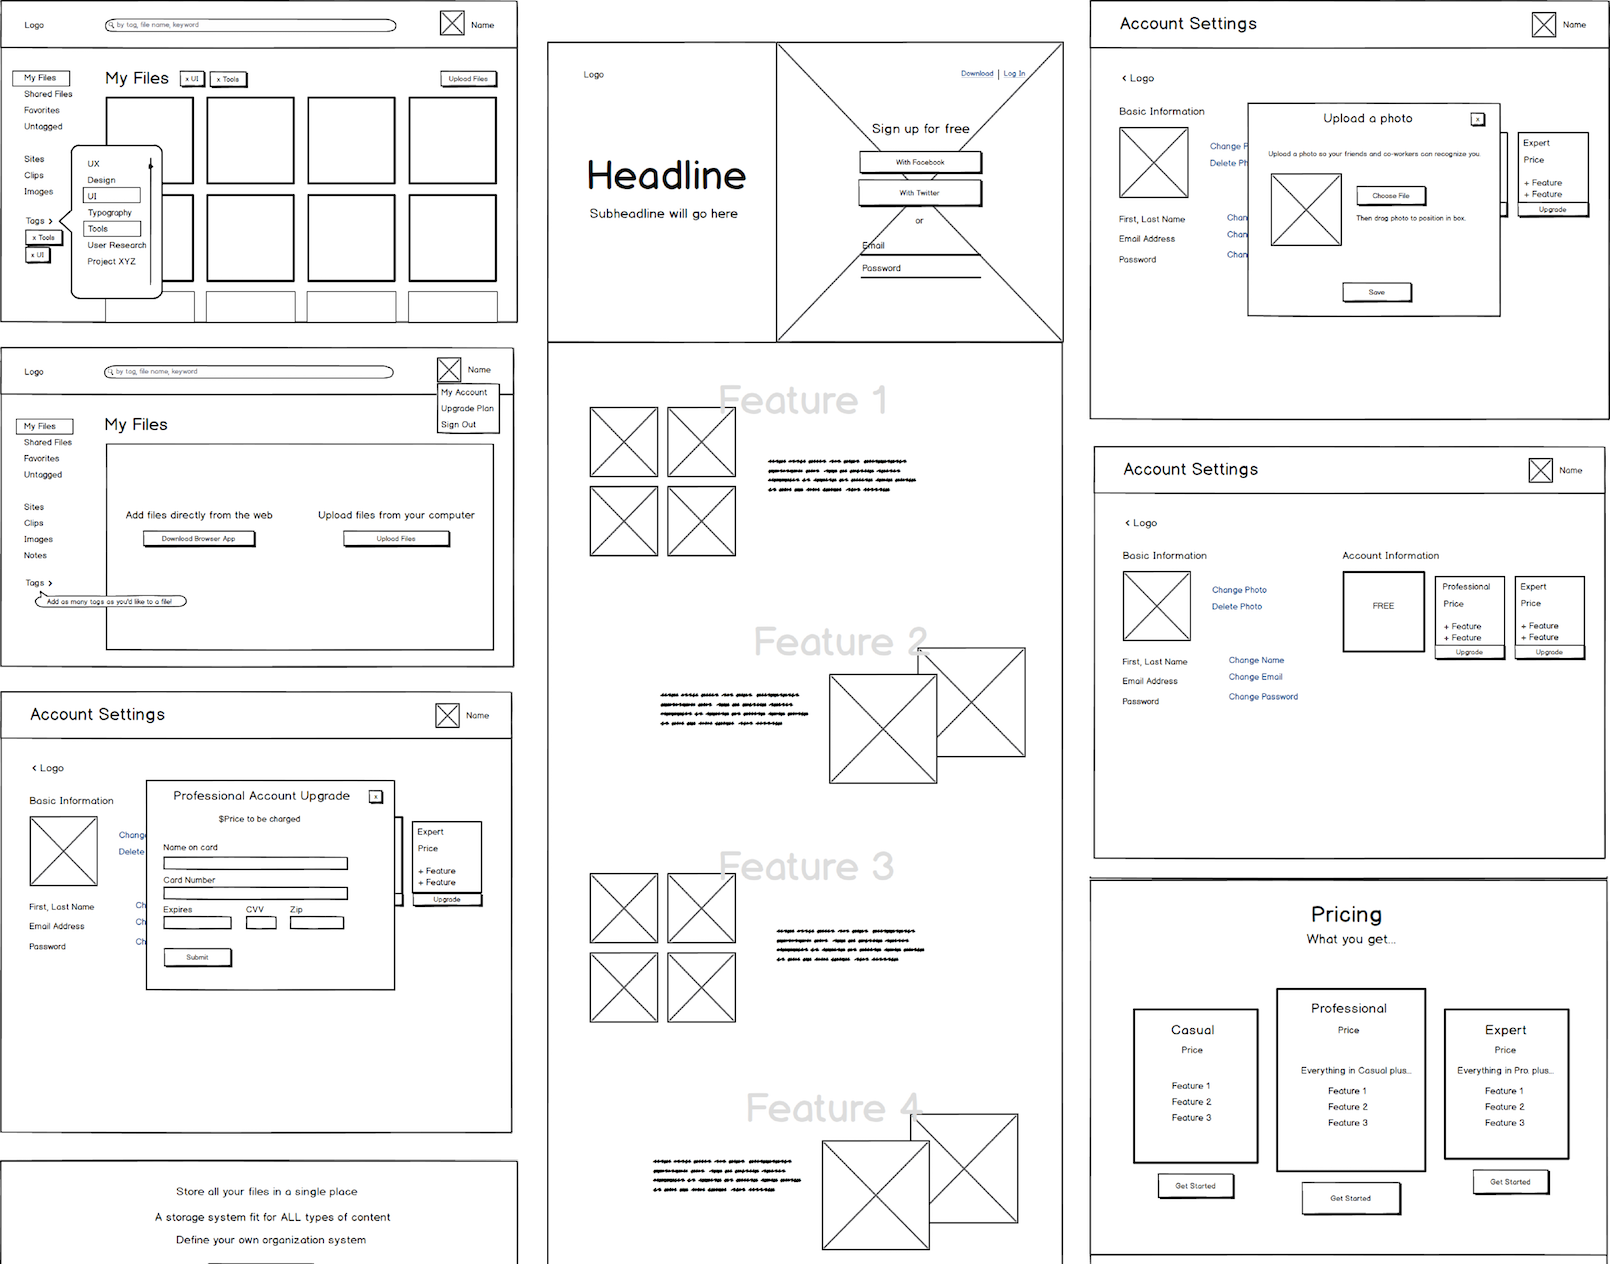 Logo
by tag, file name, keyword
Name
My Files
Shared Files
Favorites
Untagged
Sites
Clips
Images
Tags >
x Tools
x UI
My Files
x UI
x Tools
Upload Files
UX
Design
UI
Typography
Tools
User Research
Project XYZ
Logo
by tag, file name, keyword
Name
My Account
Upgrade Plan
Sign Out
My Files
Shared Files
Favorites
Untagged
Sites
Clips
Images
Notes
Tags >
Add as many tags as you'd like to a file!
My Files
Add files directly from the web
Download Browser App
Upload files from your computer
Upload Files
Account Settings
Name
< Logo
Basic Information
Change
Delete
First, Last Name
Ch
Email Address
Ch
Password
Ch
Professional Account Upgrade
x
$Price to be charged
Name on card
Card Number
Expires
CVV
Zip
Submit
Expert
Price
+ Feature
+ Feature
Upgrade
Store all your files in a single place
A storage system fit for ALL types of content
Define your own organization system
Logo
Headline
Subheadline will go here
Download | Log In
Sign up for free
With Facebook
With Twitter
or
Email
Password
Feature 1
Feature 2
Feature 3
Feature 4
Account Settings
Name
< Logo
Basic Information
Change P
Delete Ph
First, Last Name
Chan
Email Address
Chan
Password
Chan
Upload a photo
x
Upload a photo so your friends and co-workers can recognize you.
Choose File
Then drag photo to position in box.
Save
Expert
Price
+ Feature
+ Feature
Upgrade
Account Settings
Name
< Logo
Basic Information
Change Photo
Delete Photo
First, Last Name
Change Name
Email Address
Change Email
Password
Change Password
Account Information
FREE
Professional
Price
+ Feature
+ Feature
Upgrade
Expert
Price
+ Feature
+ Feature
Upgrade
Pricing
What you get...
Casual
Price
Feature 1
Feature 2
Feature 3
Get Started
Professional
Price
Everything in Casual plus...
Feature 1
Feature 2
Feature 3
Get Started
Expert
Price
Everything in Pro. plus...
Feature 1
Feature 2
Feature 3
Get Started